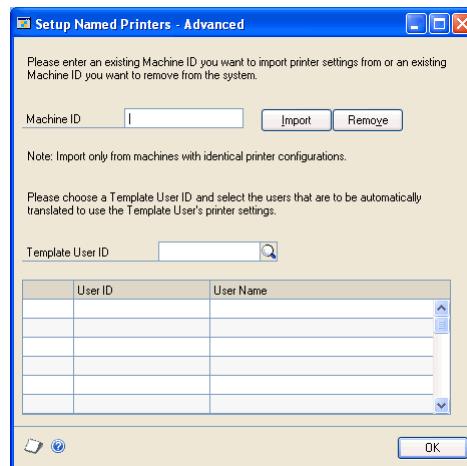 Setup Named Printers - Advanced
Please enter an existing Machine ID you want to import printer settings from or an existing
Machine ID you want to remove from the system.
Machine ID
Import
Remove
Note: Import only from machines with identical printer configurations.
Please choose a Template User ID and select the users that are to be automatically
translated to use the Template User's printer settings.
Template User ID
User ID
User Name
OK